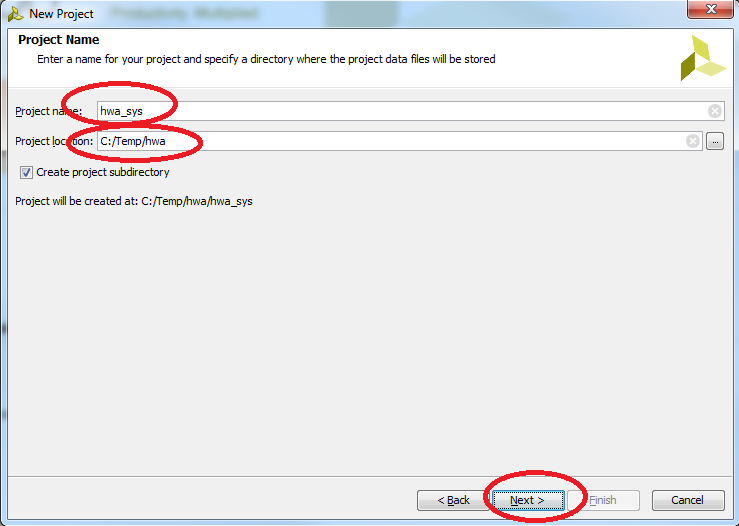 New Project
Productivity. Multiplied.
Project Name
Enter a name for your project and specify a directory where the project data files will be stored
Project name: hwa_sys
Project location: C:/Temp/hwa ...
Create project subdirectory
Project will be created at: C:/Temp/hwa/hwa_sys
< Back Next > Finish Cancel